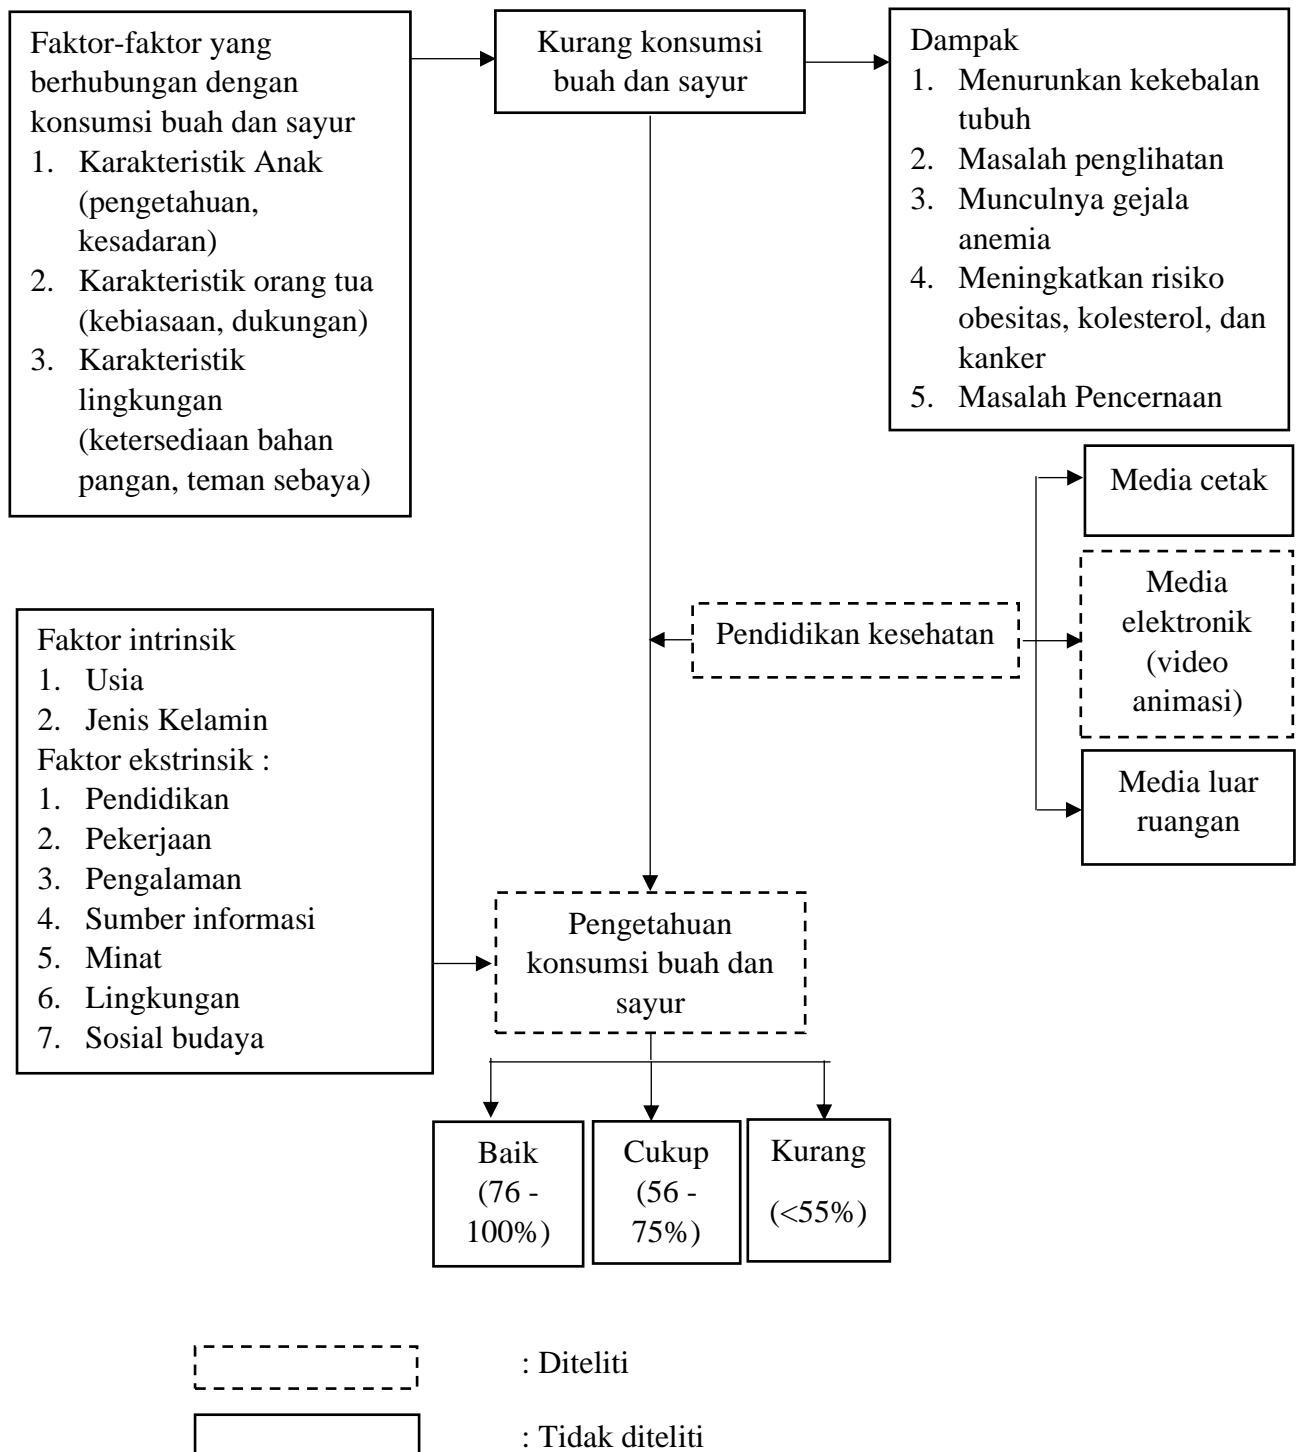 Faktor-faktor yang
berhubungan dengan
konsumsi buah dan sayur
1. Karakteristik Anak
(pengetahuan,
kesadaran)
2. Karakteristik orang tua
(kebiasaan, dukungan)
3. Karakteristik
lingkungan
(ketersediaan bahan
pangan, teman sebaya)
Kurang konsumsi
buah dan sayur
Dampak
1. Menurunkan kekebalan
tubuh
2. Masalah penglihatan
3. Munculnya gejala
anemia
4. Meningkatkan risiko
obesitas, kolesterol, dan
kanker
5. Masalah Pencernaan
Media cetak
Media
elektronik
(video
animasi)
Media luar
ruangan
Pendidikan kesehatan
Faktor intrinsik
1. Usia
2. Jenis Kelamin
Faktor ekstrinsik :
1. Pendidikan
2. Pekerjaan
3. Pengalaman
4. Sumber informasi
5. Minat
6. Lingkungan
7. Sosial budaya
Pengetahuan
konsumsi buah dan
sayur
Baik
(76 -
100%)
Cukup
(56 -
75%)
Kurang
(<55%)
: Diteliti
: Tidak diteliti